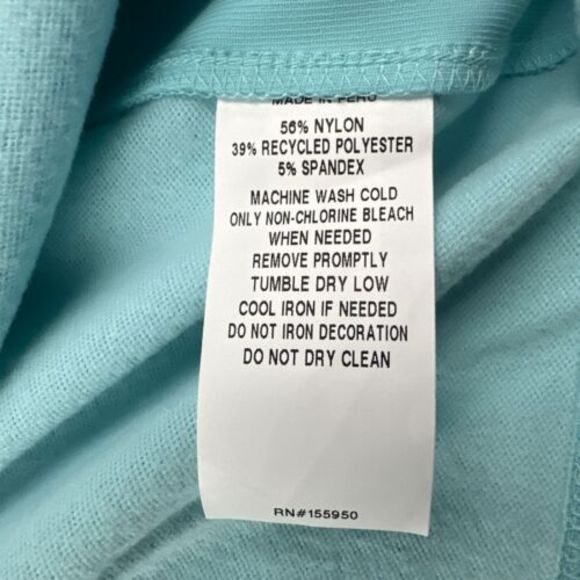 MADE IN PERU
56% NYLON
39% RECYCLED POLYESTER
5% SPANDEX
MACHINE WASH COLD
ONLY NON-CHLORINE BLEACH
WHEN NEEDED
REMOVE PROMPTLY
TUMBLE DRY LOW
COOL IRON IF NEEDED
DO NOT IRON DECORATION
DO NOT DRY CLEAN
RN#155950